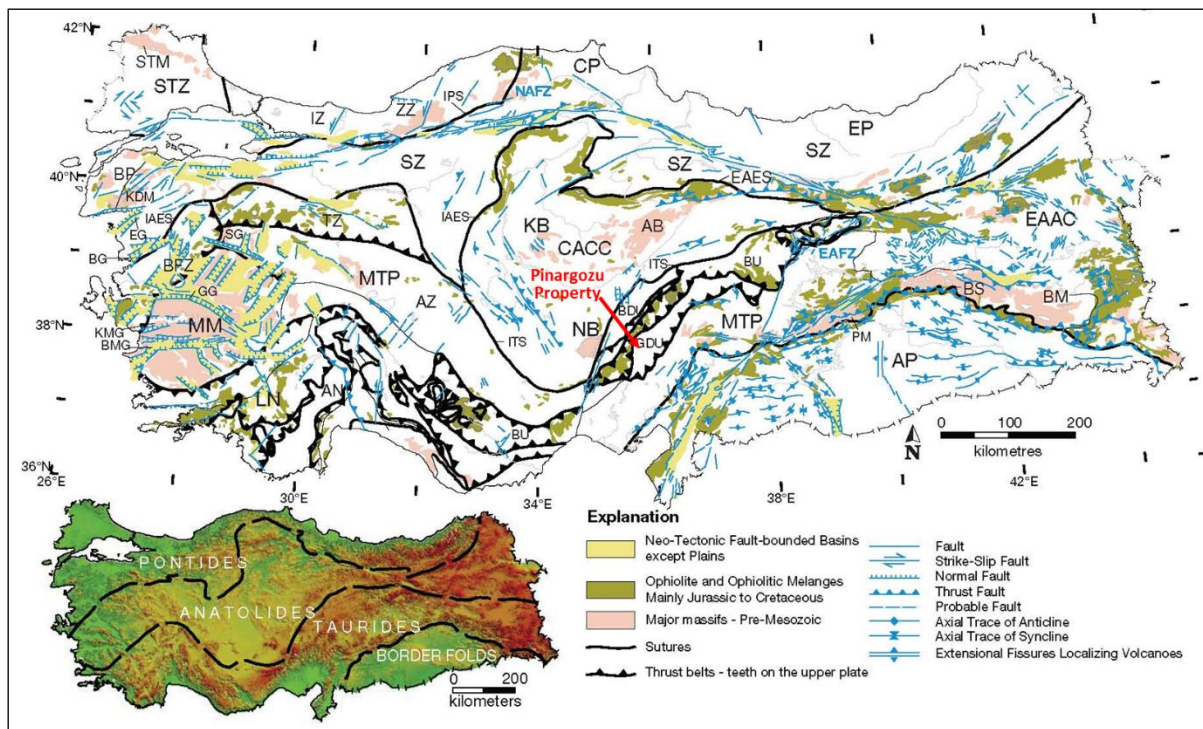 42°N
STM
STZ
IZ
ZZ
IPS
NAFZ
CP
EP
SZ
SZ
SZ
40°N
BP
KDM
IAES
EG
SG
TZ
IAES
KB
CACC
AB
EAES
EAAC
BG
BFZ
GG
MTP
AZ
ITS
BU
EAFZ
Pinargozu
Property
BDU
NB
GDU
MTP
BS
BM
38°N
KMG
BMG
MM
ITS
PM
AP
LN
AN
BU
36°N
26°E
30°E
34°E
38°E
42°E
N
0 100 200
kilometres
PONTIDES
ANATOLIDES
TAURIDES
BORDER FOLDS
0 200
kilometers
Explanation
Neo-Tectonic Fault-bounded Basins
except Plains
Ophiolite and Ophiolitic Melanges
Mainly Jurassic to Cretaceous
Major massifs - Pre-Mesozoic
Sutures
Thrust belts - teeth on the upper plate
Fault
Strike-Slip Fault
Normal Fault
Thrust Fault
Probable Fault
Axial Trace of Anticline
Axial Trace of Syncline
Extensional Fissures Localizing Volcanoes